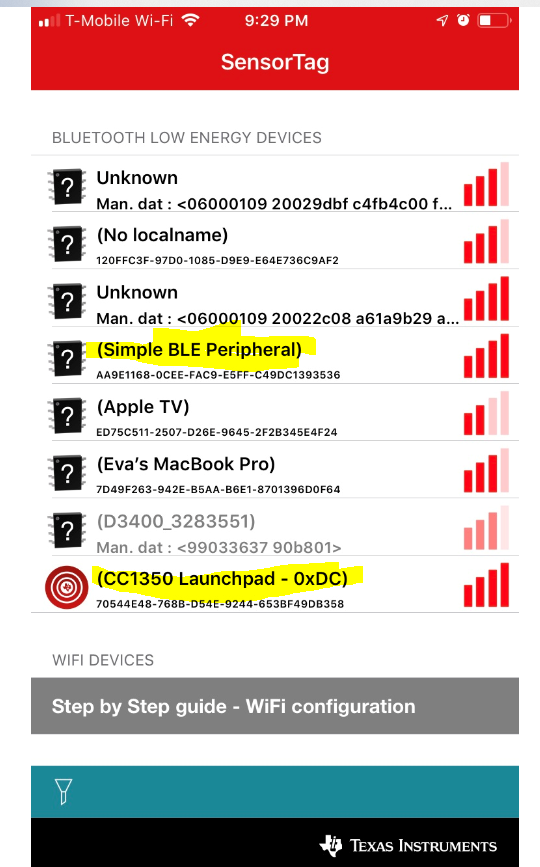 T-Mobile Wi-Fi 9:29 PM
SensorTag
BLUETOOTH LOW ENERGY DEVICES
Unknown
Man. dat : <06000109 20029dbf c4fb4c00 f...
(No localname)
120FFC3F-97D0-1085-D9E9-E64E736C9AF2
Unknown
Man. dat : <06000109 20022c08 a61a9b29 a...
(Simple BLE Peripheral)
AA9E1168-0CEE-FAC9-E5FF-C49DC1393536
(Apple TV)
ED75C511-2507-D26E-9645-2F2B345E4F24
(Eva’s MacBook Pro)
7D49F263-942E-B5AA-B6E1-8701396D0F64
(D3400_3283551)
Man. dat : <99033637 90b801>
(CC1350 Launchpad - 0xDC)
70544E48-768B-D54E-9244-653BF49DB358
WIFI DEVICES
Step by Step guide - WiFi configuration
TEXAS INSTRUMENTS